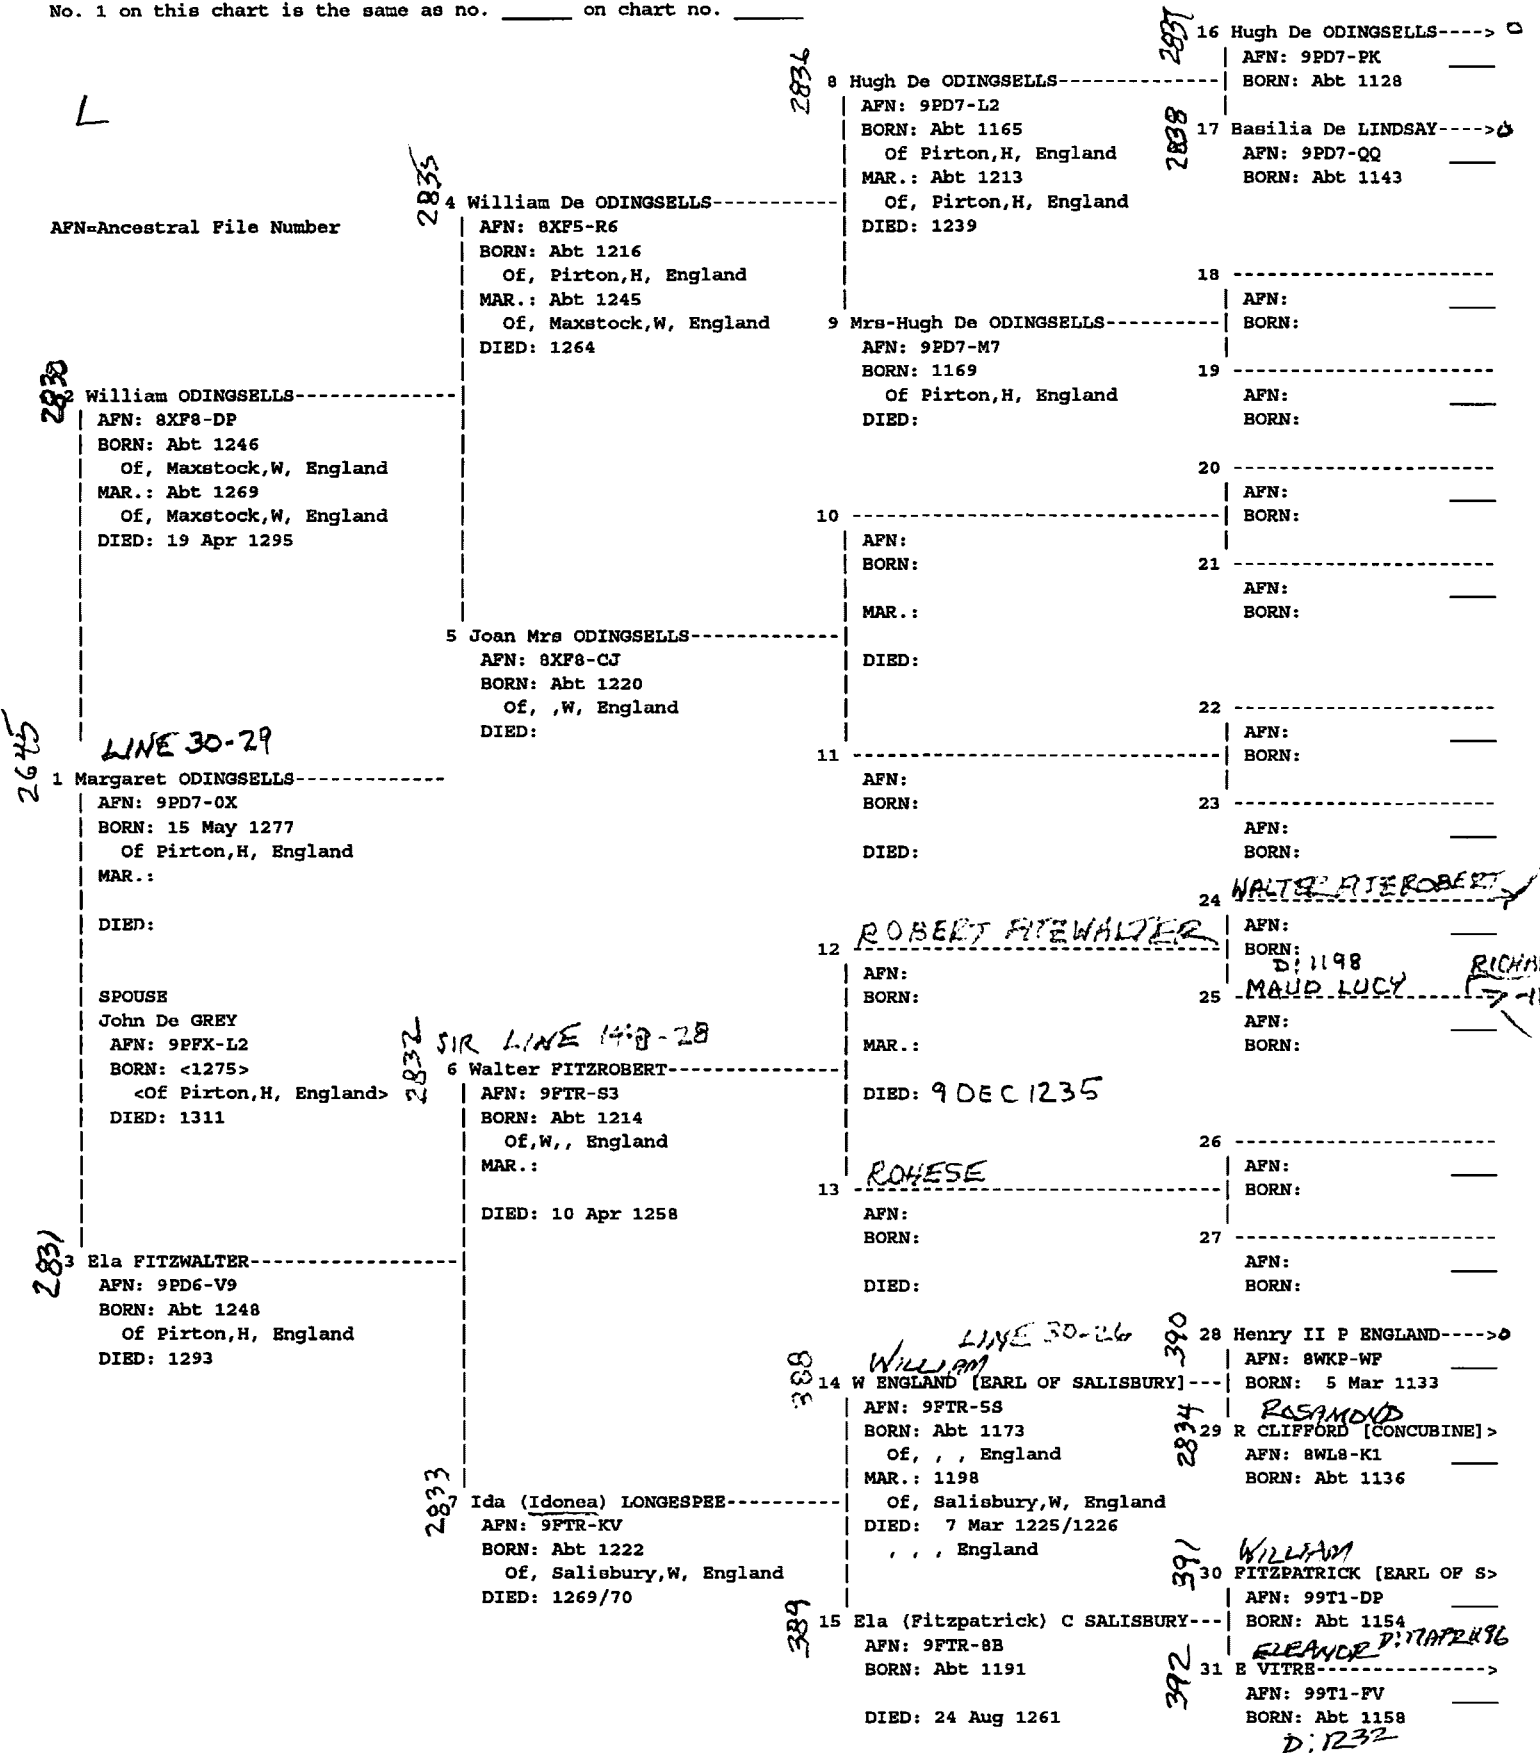 No. 1 on this chart is the same as no. ______ on chart no. ______
L
AFN=Ancestral File Number
2645
LINE 30-29
1 Margaret ODINGSELLS
AFN: 9PD7-0X
BORN: 15 May 1277
Of Pirton,H, England
MAR.:
DIED:
SPOUSE
John De GREY
AFN: 9PFX-L2
BORN: <1275>
<Of Pirton,H, England>
DIED: 1311
2830
2 William ODINGSELLS
AFN: 8XF8-DP
BORN: Abt 1246
Of, Maxstock,W, England
MAR.: Abt 1269
Of, Maxstock,W, England
DIED: 19 Apr 1295
2831
3 Ela FITZWALTER
AFN: 9PD6-V9
BORN: Abt 1248
Of Pirton,H, England
DIED: 1293
2835
4 William De ODINGSELLS
AFN: 8XF5-R6
BORN: Abt 1216
Of, Pirton,H, England
MAR.: Abt 1245
Of, Maxstock,W, England
DIED: 1264
5 Joan Mrs ODINGSELLS
AFN: 8XF8-CJ
BORN: Abt 1220
Of, ,W, England
DIED:
2832
SIR LINE
6 Walter FITZROBERT
AFN: 9FTR-S3
BORN: Abt 1214
Of,W,, England
MAR.:
DIED: 10 Apr 1258
2833
7 Ida (Idonea) LONGESPEE
AFN: 9FTR-KV
BORN: Abt 1222
Of, Salisbury,W, England
DIED: 1269/70
2836
8 Hugh De ODINGSELLS
AFN: 9PD7-L2
BORN: Abt 1165
Of Pirton,H, England
MAR.: Abt 1213
Of, Pirton,H, England
DIED: 1239
9 Mrs-Hugh De ODINGSELLS
AFN: 9PD7-M7
BORN: 1169
Of Pirton,H, England
DIED:
10
AFN:
BORN:
MAR.:
DIED:
11
AFN:
BORN:
DIED:
12 ROBERT FITEWALTER
AFN:
BORN:
MAR.:
DIED: 9 DEC 1235
13 ROHESE
AFN:
BORN:
DIED:
LINE 30-26
388
WILLIAM
14 W ENGLAND [EARL OF SALISBURY]
AFN: 9FTR-5S
BORN: Abt 1173
Of, , , England
MAR.: 1198
Of, Salisbury,W, England
DIED: 7 Mar 1225/1226
, , , England
389
15 Ela (Fitzpatrick) C SALISBURY
AFN: 9FTR-8B
BORN: Abt 1191
DIED: 24 Aug 1261
2837
16 Hugh De ODINGSELLS----> 0
AFN: 9PD7-PK
BORN: Abt 1128
2838
17 Basilia De LINDSAY---->0
AFN: 9PD7-QQ
BORN: Abt 1143
18
AFN:
BORN:
19
AFN:
BORN:
20
AFN:
BORN:
21
AFN:
BORN:
22
AFN:
BORN:
23
AFN:
BORN:
24 WALTER FITEROBERT
AFN:
BORN:
D: 1198
25 MAUD LUCY
AFN:
BORN:
26
AFN:
BORN:
27
AFN:
BORN:
390
28 Henry II P ENGLAND---->0
AFN: 8WKP-WF
BORN: 5 Mar 1133
2834
ROSAMOND
29 R CLIFFORD [CONCUBINE]>
AFN: 8WL8-K1
BORN: Abt 1136
391
WILLIAM
30 FITZPATRICK [EARL OF S>
AFN: 99T1-DP
BORN: Abt 1154
D: 17 APR 1196
392
ELEANOR
31 E VITRE--------------->
AFN: 99T1-FV
BORN: Abt 1158
D: 1232